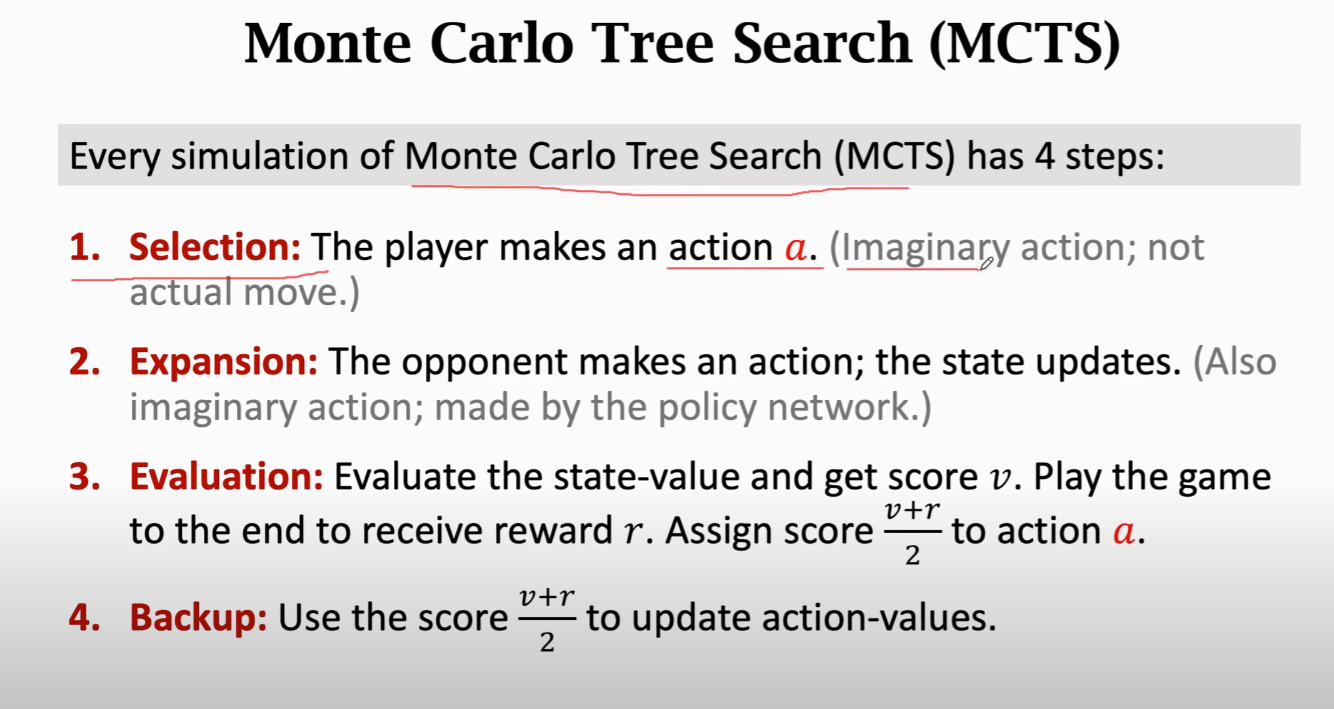 Monte Carlo Tree Search (MCTS)
Every simulation of Monte Carlo Tree Search (MCTS) has 4 steps:
1. Selection: The player makes an action a. (Imaginary action; not
actual move.)
2. Expansion: The opponent makes an action; the state updates. (Also
imaginary action; made by the policy network.)
3. Evaluation: Evaluate the state-value and get score v. Play the game
to the end to receive reward r. Assign score (v+r)/2 to action a.
4. Backup: Use the score (v+r)/2 to update action-values.